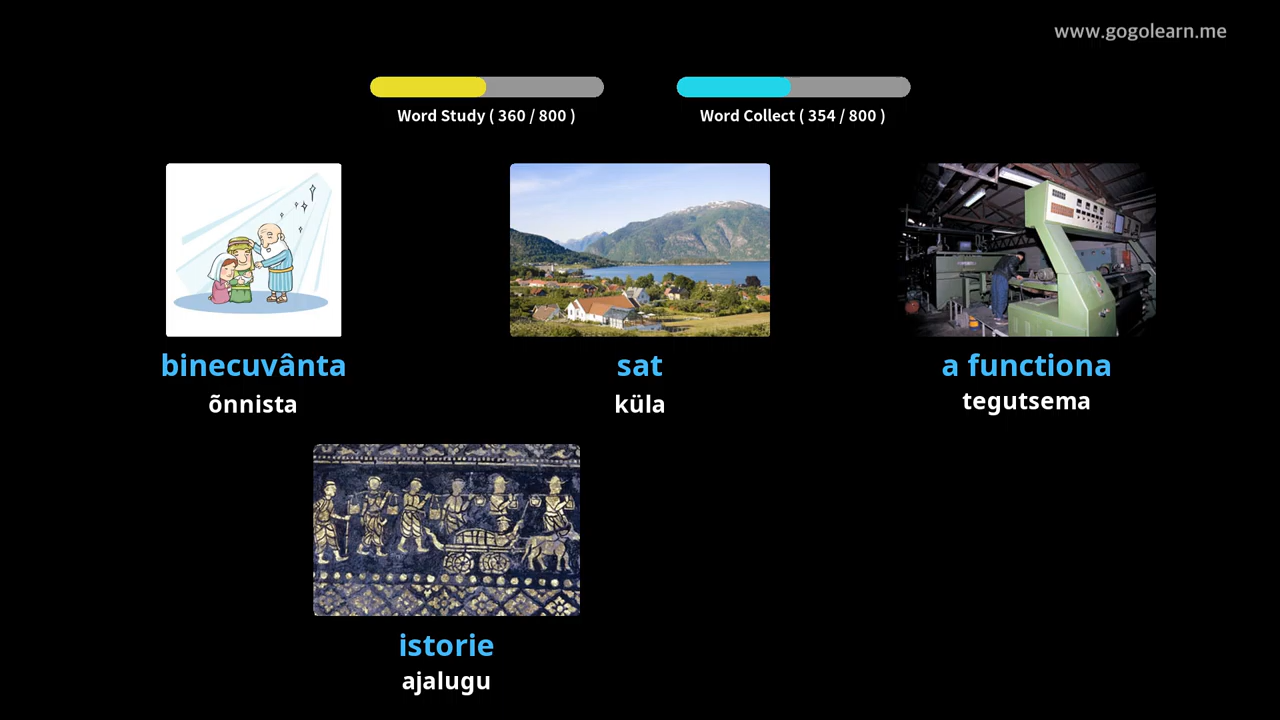 www.gogolearn.me
Word Study ( 360 / 800 )
Word Collect ( 354 / 800 )
binecuvânta
õnnista
sat
küla
a functiona
tegutsema
istorie
ajalugu